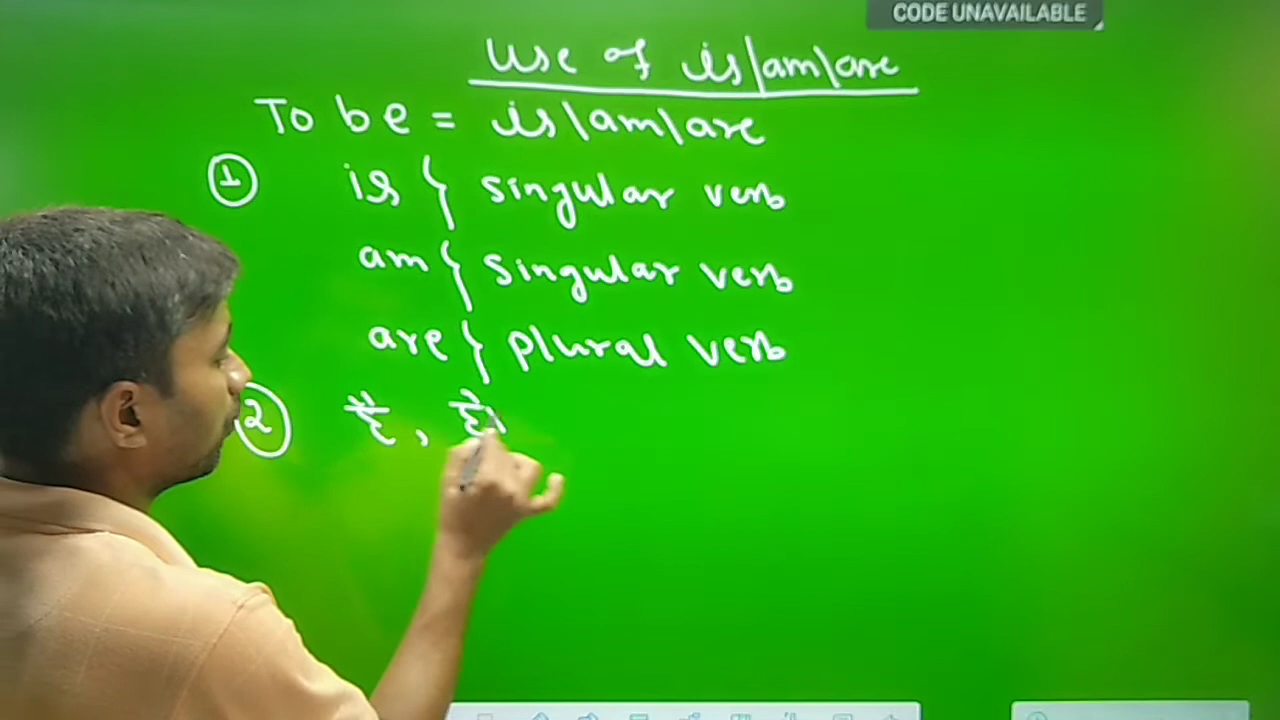 CODE UNAVAILABLE
Use of is/am/are
To be = is/am/are
① is { singular verb
am { singular verb
are } plural verb
② हैं,